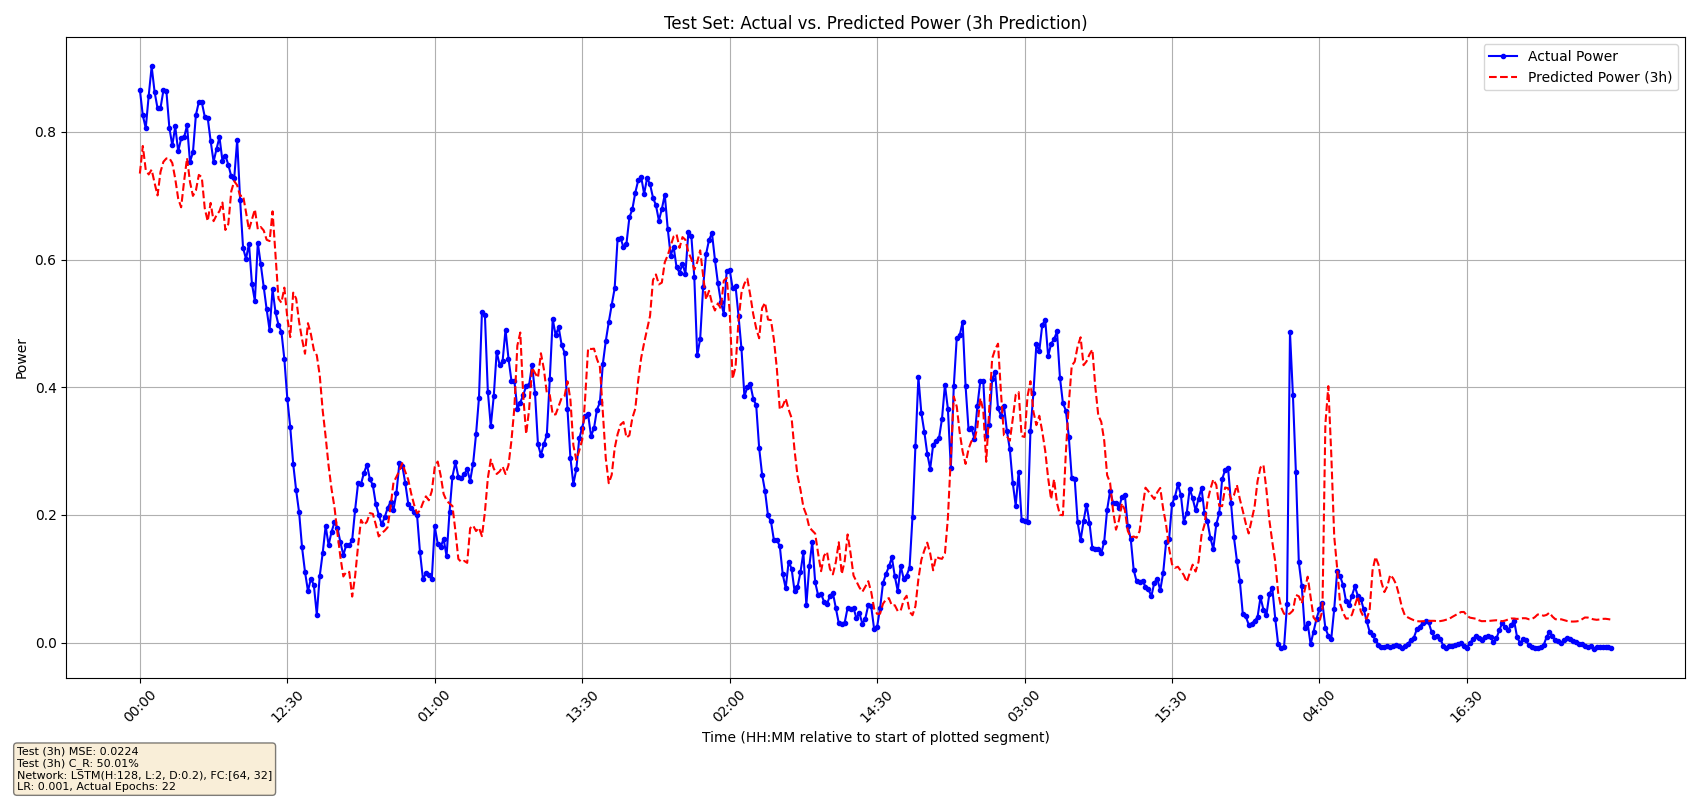 Test Set: Actual vs. Predicted Power (3h Prediction)
Actual Power
Predicted Power (3h)
Power
0.8
0.6
0.4
0.2
0.0
00:00
12:30
01:00
13:30
02:00
14:30
03:00
15:30
04:00
16:30
Time (HH:MM relative to start of plotted segment)
Test (3h) MSE: 0.0224
Test (3h) C_R: 50.01%
Network: LSTM(H:128, L:2, D:0.2), FC:[64, 32]
LR: 0.001, Actual Epochs: 22